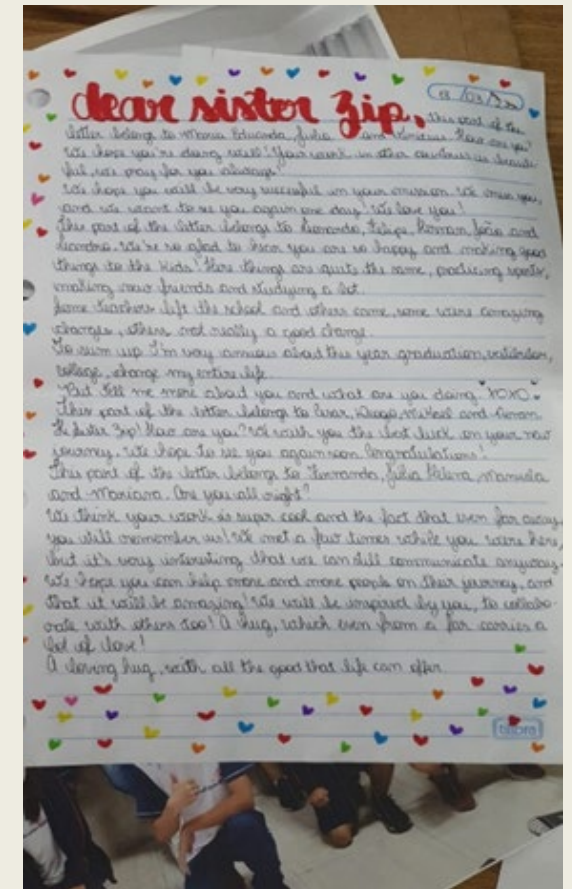 dear sister Zip,
18/03/22
this part of the
letter belongs to Maria Eduarda, Julia and Vinicius. How are you?
We hope you're doing well! Your work in other countries is beauti-
ful, we pray for you always!
We hope you will be very successful in your mission. We miss you,
and we want to see you again one day! We love you!
This part of the letter belongs to Leonardo, Felipe, Renan, João and
Leandro. We're so glad to hear you are so happy and making good
things to the kids! Here things are quite the same, practicing sports,
making new friends and studying a lot.
Some teachers left the school and others came, some were amazing
changes, others not really a good change.
To sum up I'm very anxious about this year graduation,
college, change my entire life.
But tell me more about you and what are you doing. XOXO.
This part of the letter belongs to and Renan.
Hi Sister Zip! How are you? We wish you the best luck on your new
journey. We hope to see you again soon. Congratulations!
This part of the letter belongs to Fernanda, Júlia Helena, Manuela
and Mariana. Are you all right?
We think your work is super cool and the fact that even far away
you still remember us! We met a few times while you were here,
but it's very interesting that we can still communicate anyway.
We hope you can help more and more people on their journey, and
that it will be amazing! We will be inspired by you, to collabo-
rate with others too! A hug, which even from a far carries a
lot of love!
A loving hug, with all the good that life can offer.